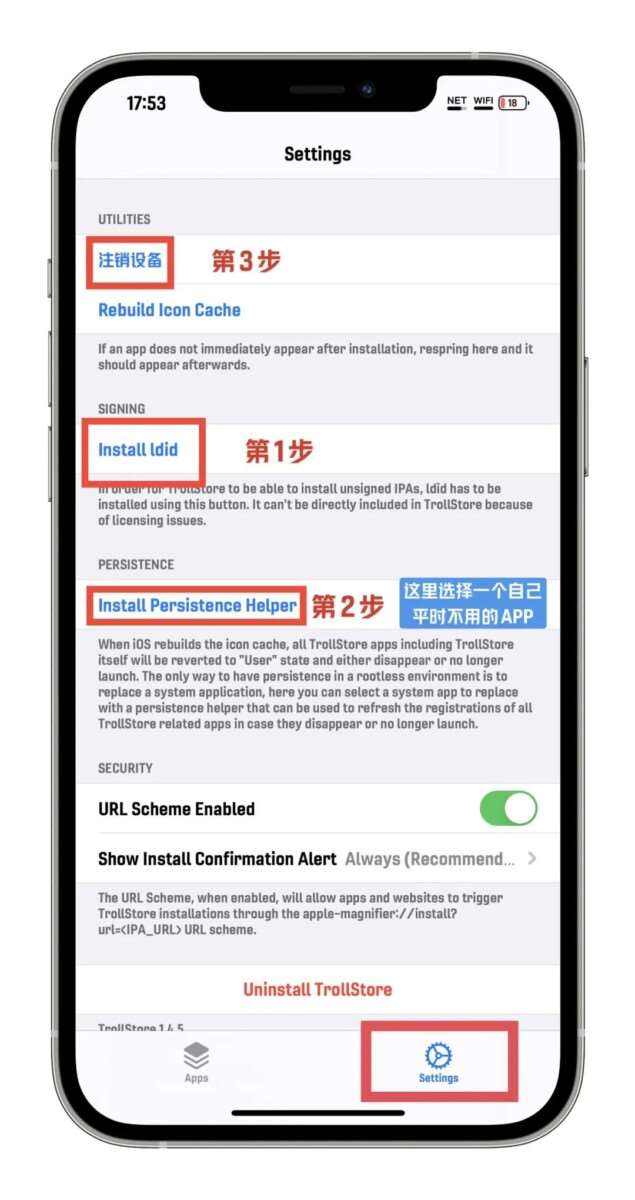 17:53
NET WIFI 18
Settings
UTILITIES
注销设备 第3步
Rebuild Icon Cache
If an app does not immediately appear after installation, respring here and it
should appear afterwards.
SIGNING
Install ldid 第1步
In order for TrollStore to be able to install unsigned IPAs, ldid has to be
installed using this button. It can't be directly included in TrollStore because
of licensing issues.
PERSISTENCE
Install Persistence Helper 第2步
这里选择一个自己
平时不用的APP
When iOS rebuilds the icon cache, all TrollStore apps including TrollStore
itself will be reverted to "User" state and either disappear or no longer
launch. The only way to have persistence in a rootless environment is to
replace a system application, here you can select a system app to replace
with a persistence helper that can be used to refresh the registrations of all
TrollStore related apps in case they disappear or no longer launch.
SECURITY
URL Scheme Enabled
Show Install Confirmation Alert Always (Recommend...
The URL Scheme, when enabled, will allow apps and websites to trigger
TrollStore installations through the apple-magnifier://install?
url=<IPA_URL> URL scheme.
Uninstall TrollStore
TrollStore 1.4.5
Apps
Settings